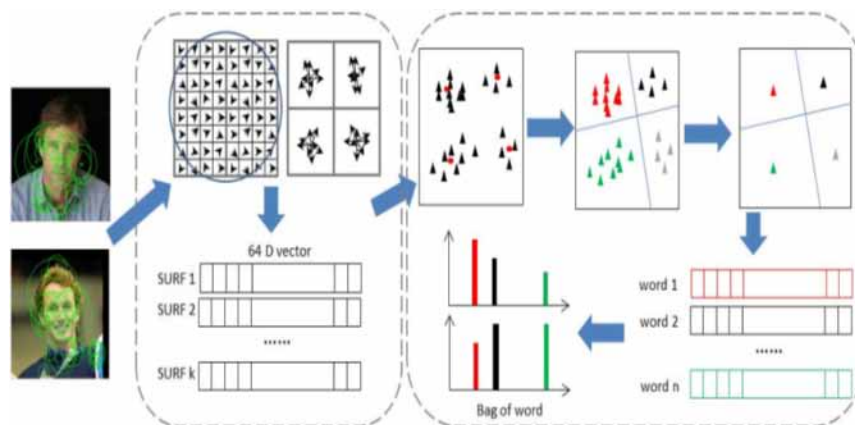 64 D vector
SURF 1
SURF 2
......
SURF k
word 1
word 2
......
word n
Bag of word